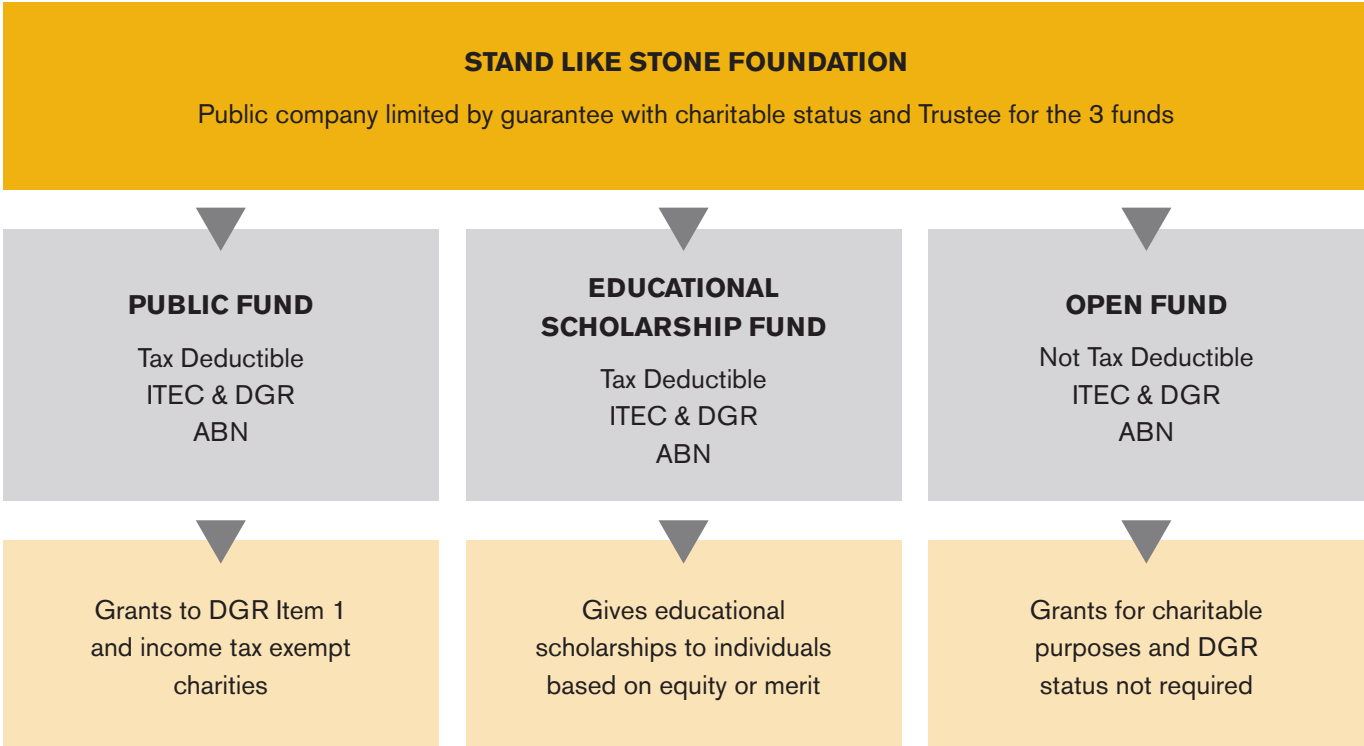 STAND LIKE STONE FOUNDATION
Public company limited by guarantee with charitable status and Trustee for the 3 funds
PUBLIC FUND
Tax Deductible
ITEC & DGR
ABN
EDUCATIONAL
SCHOLARSHIP FUND
Tax Deductible
ITEC & DGR
ABN
OPEN FUND
Not Tax Deductible
ITEC & DGR
ABN
Grants to DGR Item 1
and income tax exempt
charities
Gives educational
scholarships to individuals
based on equity or merit
Grants for charitable
purposes and DGR
status not required